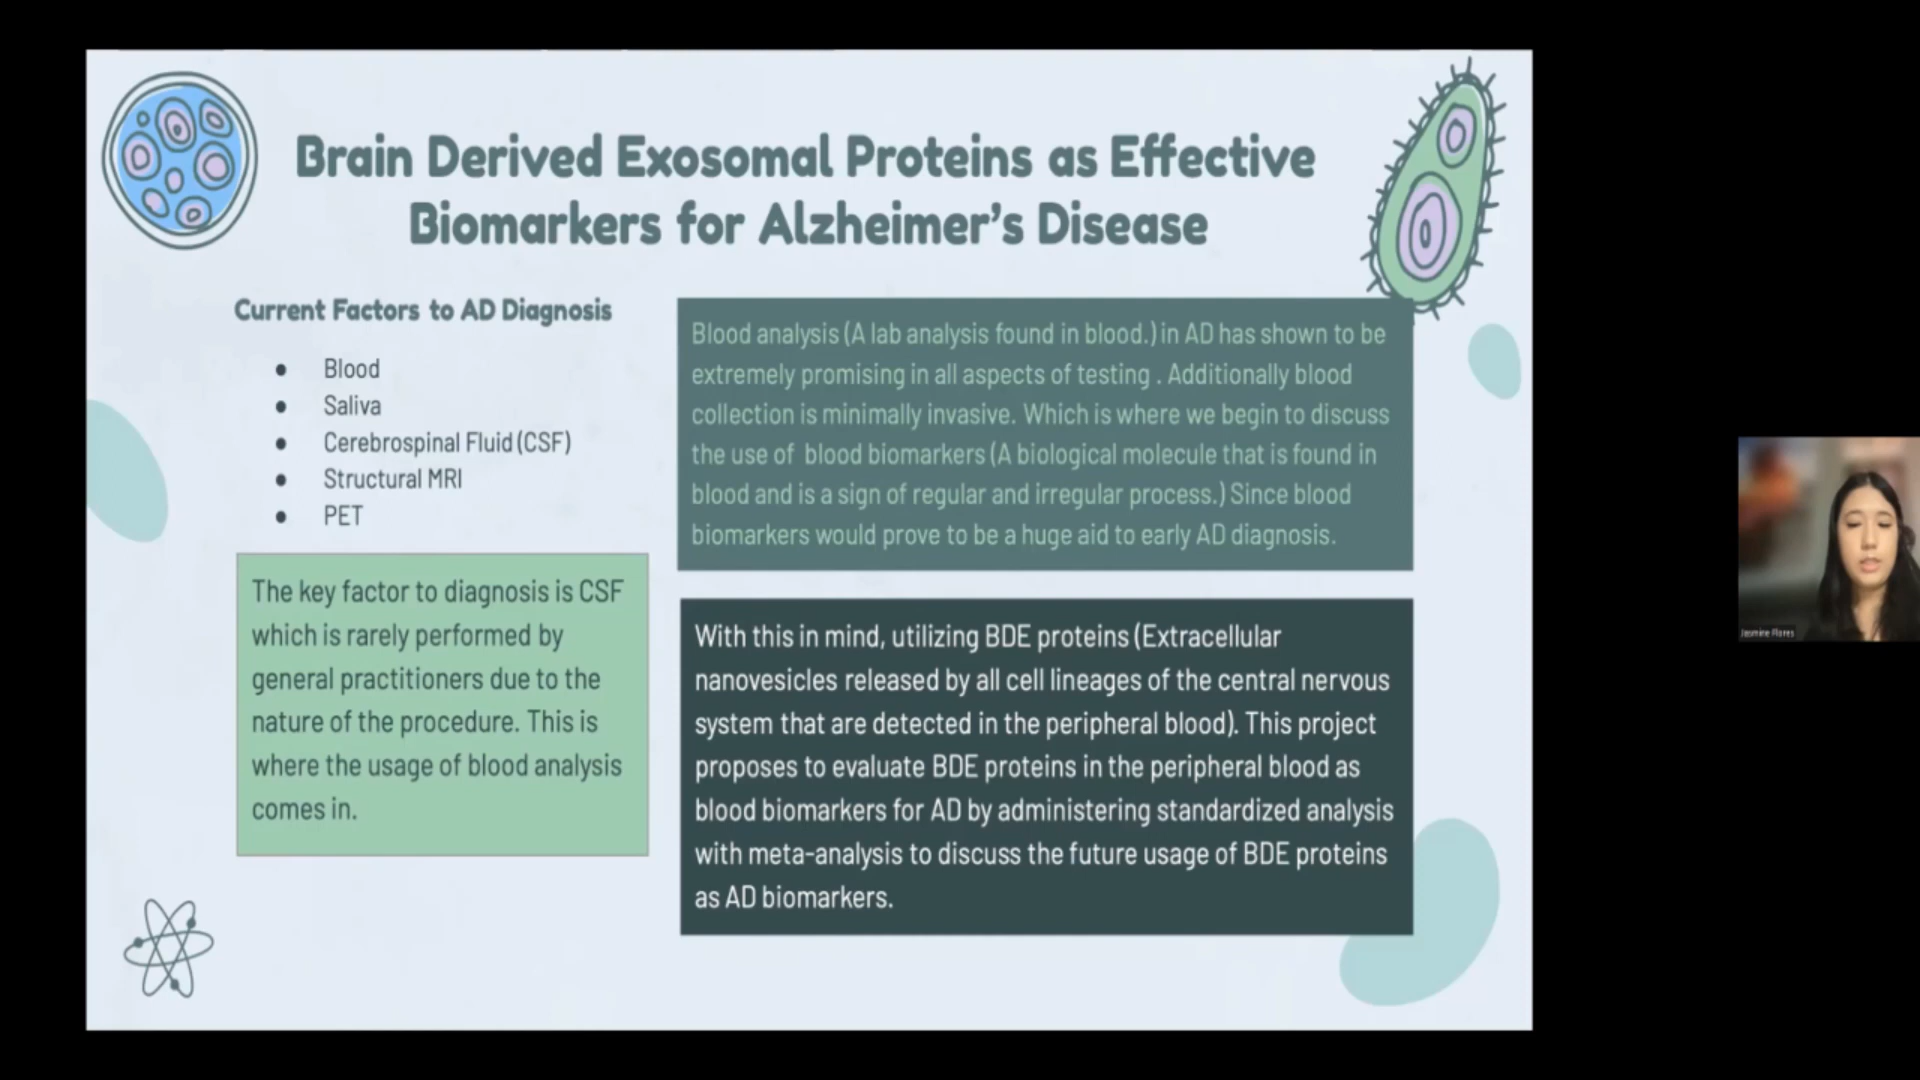 Brain Derived Exosomal Proteins as Effective
Biomarkers for Alzheimer's Disease
Current Factors to AD Diagnosis
● Blood
● Saliva
● Cerebrospinal Fluid (CSF)
● Structural MRI
● PET
The key factor to diagnosis is CSF
which is rarely performed by
general practitioners due to the
nature of the procedure. This is
where the usage of blood analysis
comes in.
Blood analysis (A lab analysis found in blood.) in AD has shown to be
extremely promising in all aspects of testing . Additionally blood
collection is minimally invasive. Which is where we begin to discuss
the use of  blood biomarkers (A biological molecule that is found in
blood and is a sign of regular and irregular process.) Since blood
biomarkers would prove to be a huge aid to early AD diagnosis.
With this in mind, utilizing BDE proteins (Extracellular
nanovesicles released by all cell lineages of the central nervous
system that are detected in the peripheral blood). This project
proposes to evaluate BDE proteins in the peripheral blood as
blood biomarkers for AD by administering standardized analysis
with meta-analysis to discuss the future usage of BDE proteins
as AD biomarkers.
Jasmine Flores